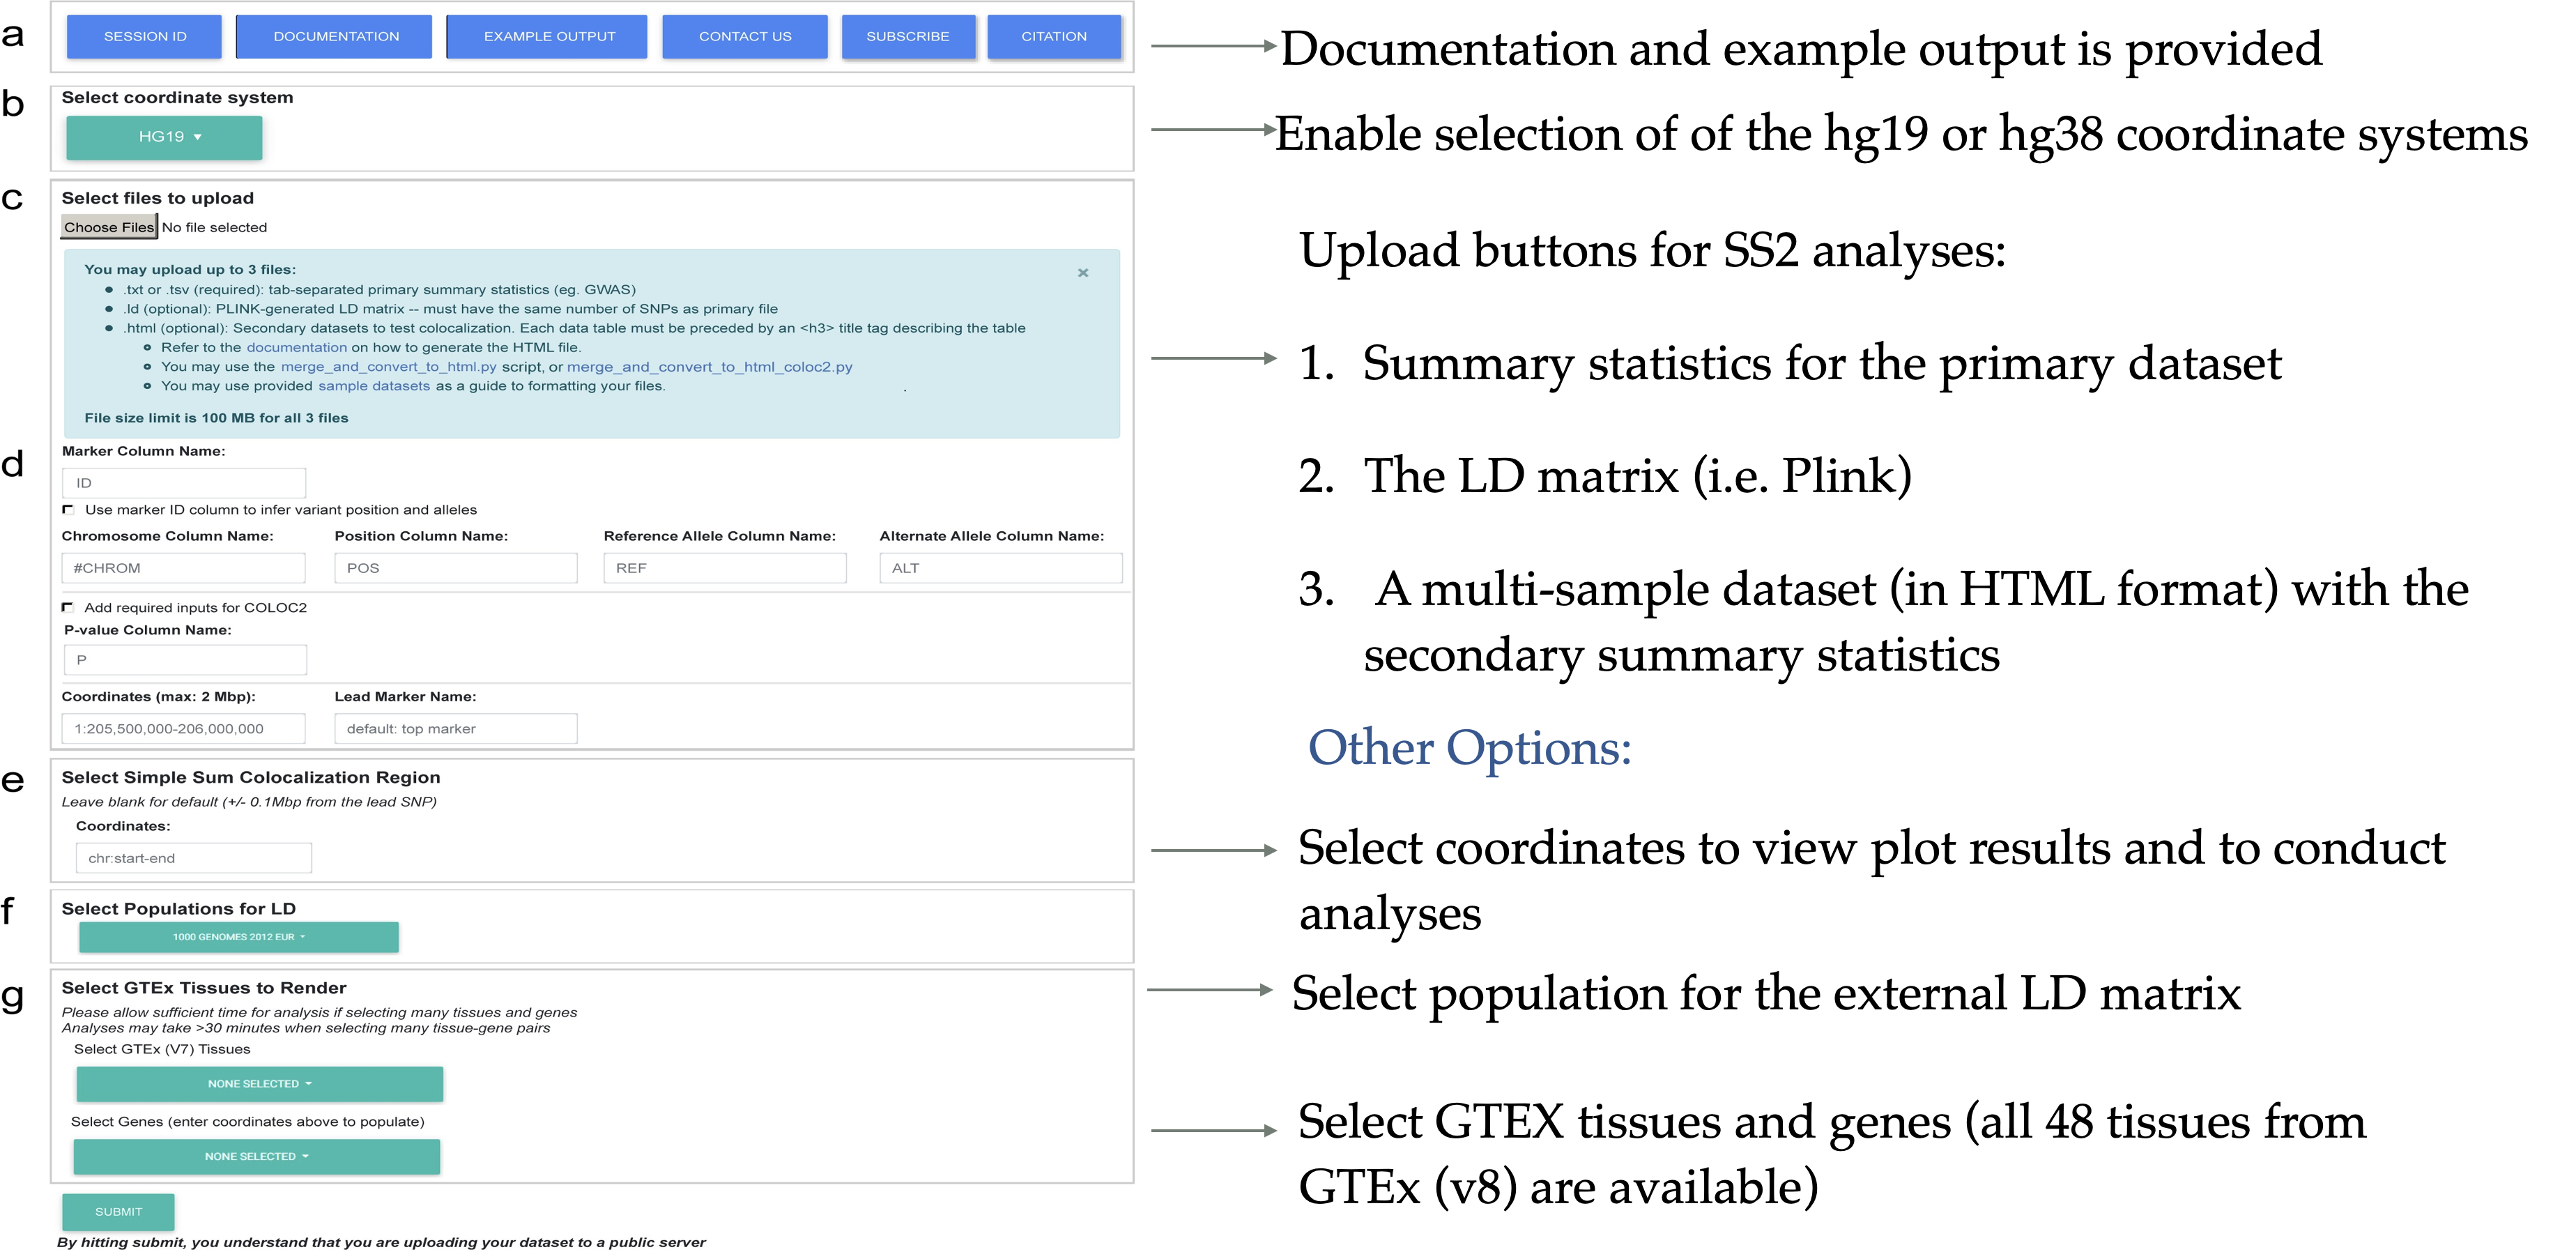 a
SESSION ID
DOCUMENTATION
EXAMPLE OUTPUT
CONTACT US
SUBSCRIBE
CITATION
Documentation and example output is provided
b
Select coordinate system
HG19
Enable selection of of the hg19 or hg38 coordinate systems
c
Select files to upload
Choose Files No file selected
You may upload up to 3 files:
×
.txt or .tsv (required): tab-separated primary summary statistics (eg. GWAS)
.ld (optional): PLINK-generated LD matrix -- must have the same number of SNPs as primary file
.html (optional): Secondary datasets to test colocalization. Each data table must be preceded by an <h3> title tag describing the table
Refer to the documentation on how to generate the HTML file.
You may use the merge_and_convert_to_html.py script, or merge_and_convert_to_html_coloc2.py
You may use provided sample datasets as a guide to formatting your files.
File size limit is 100 MB for all 3 files
Upload buttons for SS2 analyses:
1. Summary statistics for the primary dataset
2. The LD matrix (i.e. Plink)
3. A multi-sample dataset (in HTML format) with the
secondary summary statistics
d
Marker Column Name:
ID
Use marker ID column to infer variant position and alleles
Chromosome Column Name:
Position Column Name:
Reference Allele Column Name:
Alternate Allele Column Name:
#CHROM
POS
REF
ALT
Add required inputs for COLOC2
P-value Column Name:
P
Coordinates (max: 2 Mbp):
Lead Marker Name:
1:205,500,000-206,000,000
default: top marker
Other Options:
e
Select Simple Sum Colocalization Region
Leave blank for default (+/- 0.1Mbp from the lead SNP)
Coordinates:
chr:start-end
Select coordinates to view plot results and to conduct
analyses
f
Select Populations for LD
1000 GENOMES 2012 EUR
Select population for the external LD matrix
g
Select GTEx Tissues to Render
Please allow sufficient time for analysis if selecting many tissues and genes
Analyses may take >30 minutes when selecting many tissue-gene pairs
Select GTEx (V7) Tissues
NONE SELECTED
Select Genes (enter coordinates above to populate)
NONE SELECTED
Select GTEX tissues and genes (all 48 tissues from
GTEx (v8) are available)
SUBMIT
By hitting submit, you understand that you are uploading your dataset to a public server